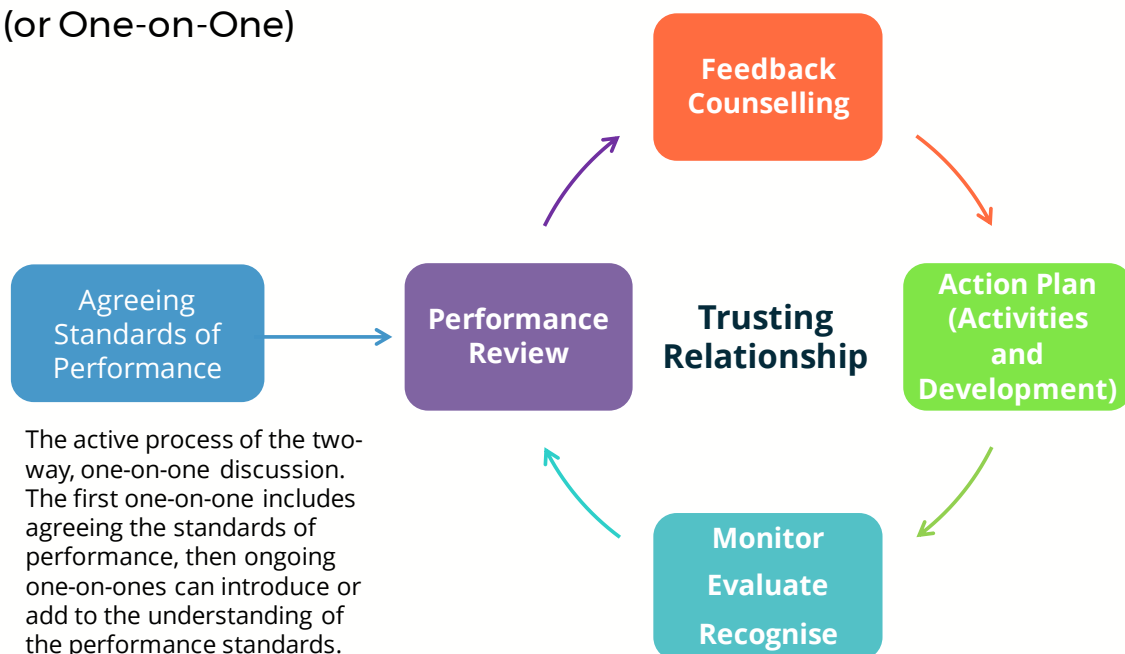 (or One-on-One)
Feedback
Counselling
Agreeing
Standards of
Performance
Performance
Review
Trusting
Relationship
Action Plan
(Activities
and
Development)
The active process of the two-
way, one-on-one discussion.
The first one-on-one includes
agreeing the standards of
performance, then ongoing
one-on-ones can introduce or
add to the understanding of
the performance standards.
Monitor
Evaluate
Recognise